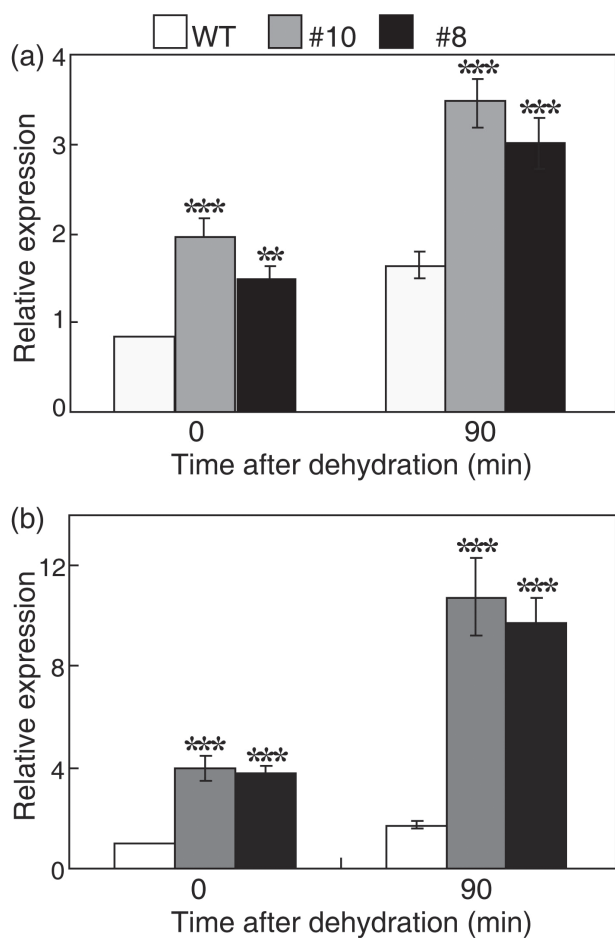 WT #10 #8
(a)
4
3
2
1
0
Relative expression
***
**
***
***
0 90
Time after dehydration (min)
(b)
12
8
4
0
Relative expression
***
***
***
***
0 90
Time after dehydration (min)